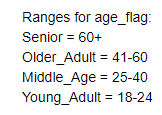 Ranges for age_flag:
Senior = 60+
Older_Adult = 41-60
Middle_Age = 25-40
Young_Adult = 18-24